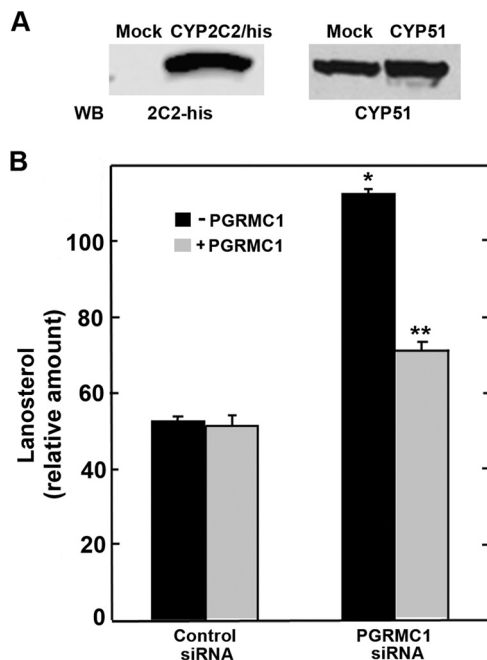 A
Mock CYP2C2/his
Mock CYP51
WB
2C2-his
CYP51
B
*
- PGRMC1
+ PGRMC1
**
100
80
60
40
20
0
Lanosterol
(relative amount)
Control
siRNA
PGRMC1
siRNA